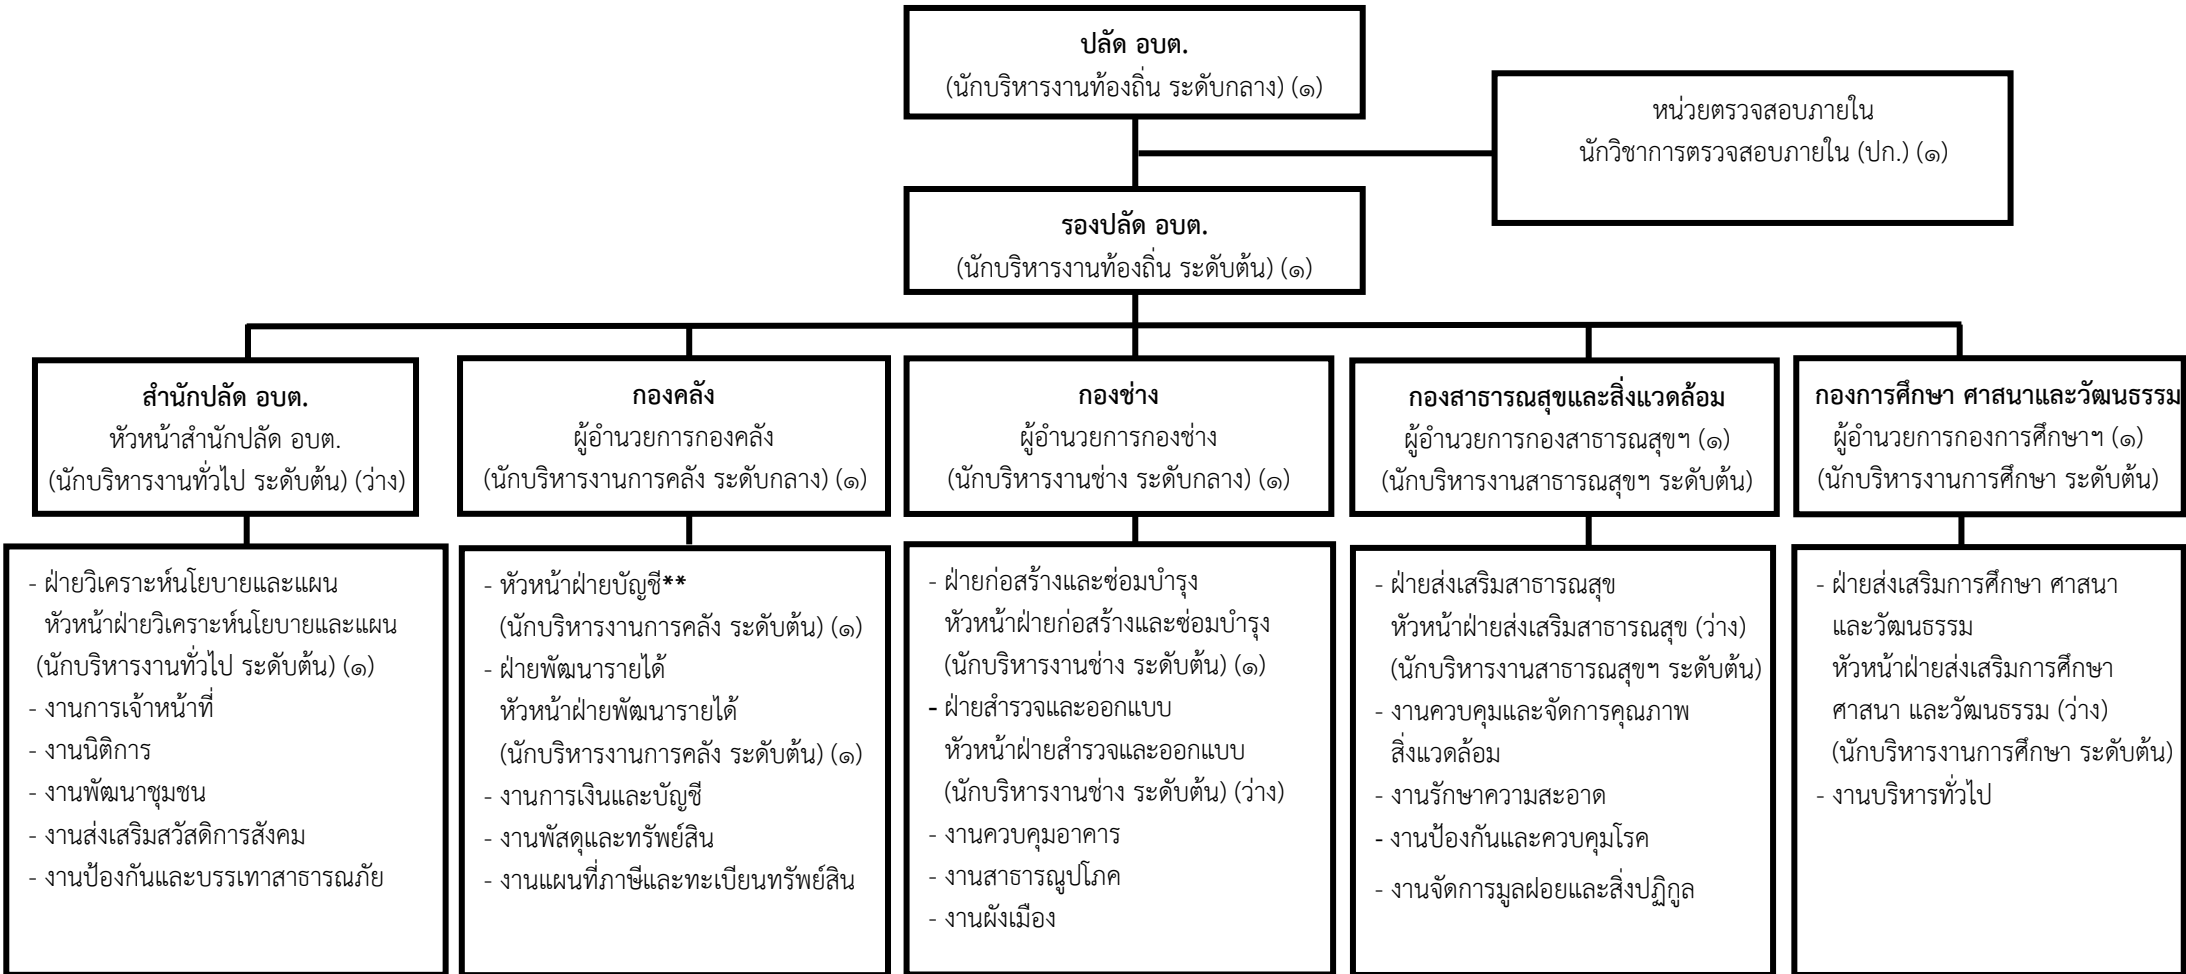 ปลัด อบต.
(นักบริหารงานท้องถิ่น ระดับกลาง) (๑)
หน่วยตรวจสอบภายใน
นักวิชาการตรวจสอบภายใน (ปก.) (๑)
รองปลัด อบต.
(นักบริหารงานท้องถิ่น ระดับต้น) (๑)
สำนักปลัด อบต.
หัวหน้าสำนักปลัด อบต.
(นักบริหารงานทั่วไป ระดับต้น) (ว่าง)
กองคลัง
ผู้อำนวยการกองคลัง
(นักบริหารงานการคลัง ระดับกลาง) (๑)
กองช่าง
ผู้อำนวยการกองช่าง
(นักบริหารงานช่าง ระดับกลาง) (๑)
กองสาธารณสุขและสิ่งแวดล้อม
ผู้อำนวยการกองสาธารณสุขฯ (๑)
(นักบริหารงานสาธารณสุขฯ ระดับต้น)
กองการศึกษา ศาสนาและวัฒนธรรม
ผู้อำนวยการกองการศึกษาฯ (๑)
(นักบริหารงานการศึกษา ระดับต้น)
- ฝ่ายวิเคราะห์นโยบายและแผน
หัวหน้าฝ่ายวิเคราะห์นโยบายและแผน
(นักบริหารงานทั่วไป ระดับต้น) (๑)
- งานการเจ้าหน้าที่
- งานนิติการ
- งานพัฒนาชุมชน
- งานส่งเสริมสวัสดิการสังคม
- งานป้องกันและบรรเทาสาธารณภัย
- หัวหน้าฝ่ายบัญชี**
(นักบริหารงานการคลัง ระดับต้น) (๑)
- ฝ่ายพัฒนารายได้
หัวหน้าฝ่ายพัฒนารายได้
(นักบริหารงานการคลัง ระดับต้น) (๑)
- งานการเงินและบัญชี
- งานพัสดุและทรัพย์สิน
- งานแผนที่ภาษีและทะเบียนทรัพย์สิน
- ฝ่ายก่อสร้างและซ่อมบำรุง
หัวหน้าฝ่ายก่อสร้างและซ่อมบำรุง
(นักบริหารงานช่าง ระดับต้น) (๑)
- ฝ่ายสำรวจและออกแบบ
หัวหน้าฝ่ายสำรวจและออกแบบ
(นักบริหารงานช่าง ระดับต้น) (ว่าง)
- งานควบคุมอาคาร
- งานสาธารณูปโภค
- งานผังเมือง
- ฝ่ายส่งเสริมสาธารณสุข
หัวหน้าฝ่ายส่งเสริมสาธารณสุข (ว่าง)
(นักบริหารงานสาธารณสุขฯ ระดับต้น)
- งานควบคุมและจัดการคุณภาพ
สิ่งแวดล้อม
- งานรักษาความสะอาด
- งานป้องกันและควบคุมโรค
- งานจัดการมูลฝอยและสิ่งปฏิกูล
- ฝ่ายส่งเสริมการศึกษา ศาสนา
และวัฒนธรรม
หัวหน้าฝ่ายส่งเสริมการศึกษา
ศาสนา และวัฒนธรรม (ว่าง)
(นักบริหารงานการศึกษา ระดับต้น)
- งานบริหารทั่วไป